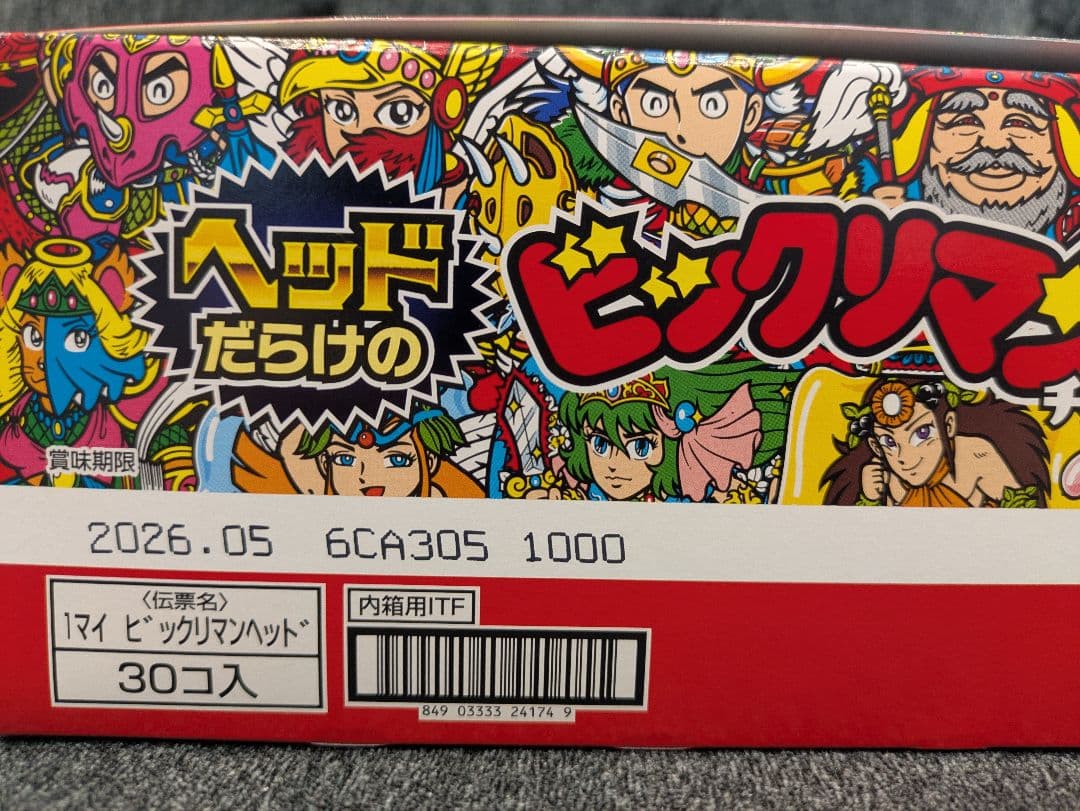 ヘッド
だらけの
ビックリマン
チ
賞味期限
2026.05 6CA305 1000
〈伝票名〉
1マイ ビックリマンヘッド
30コ入
内箱用ITF
849 03333 24174 9